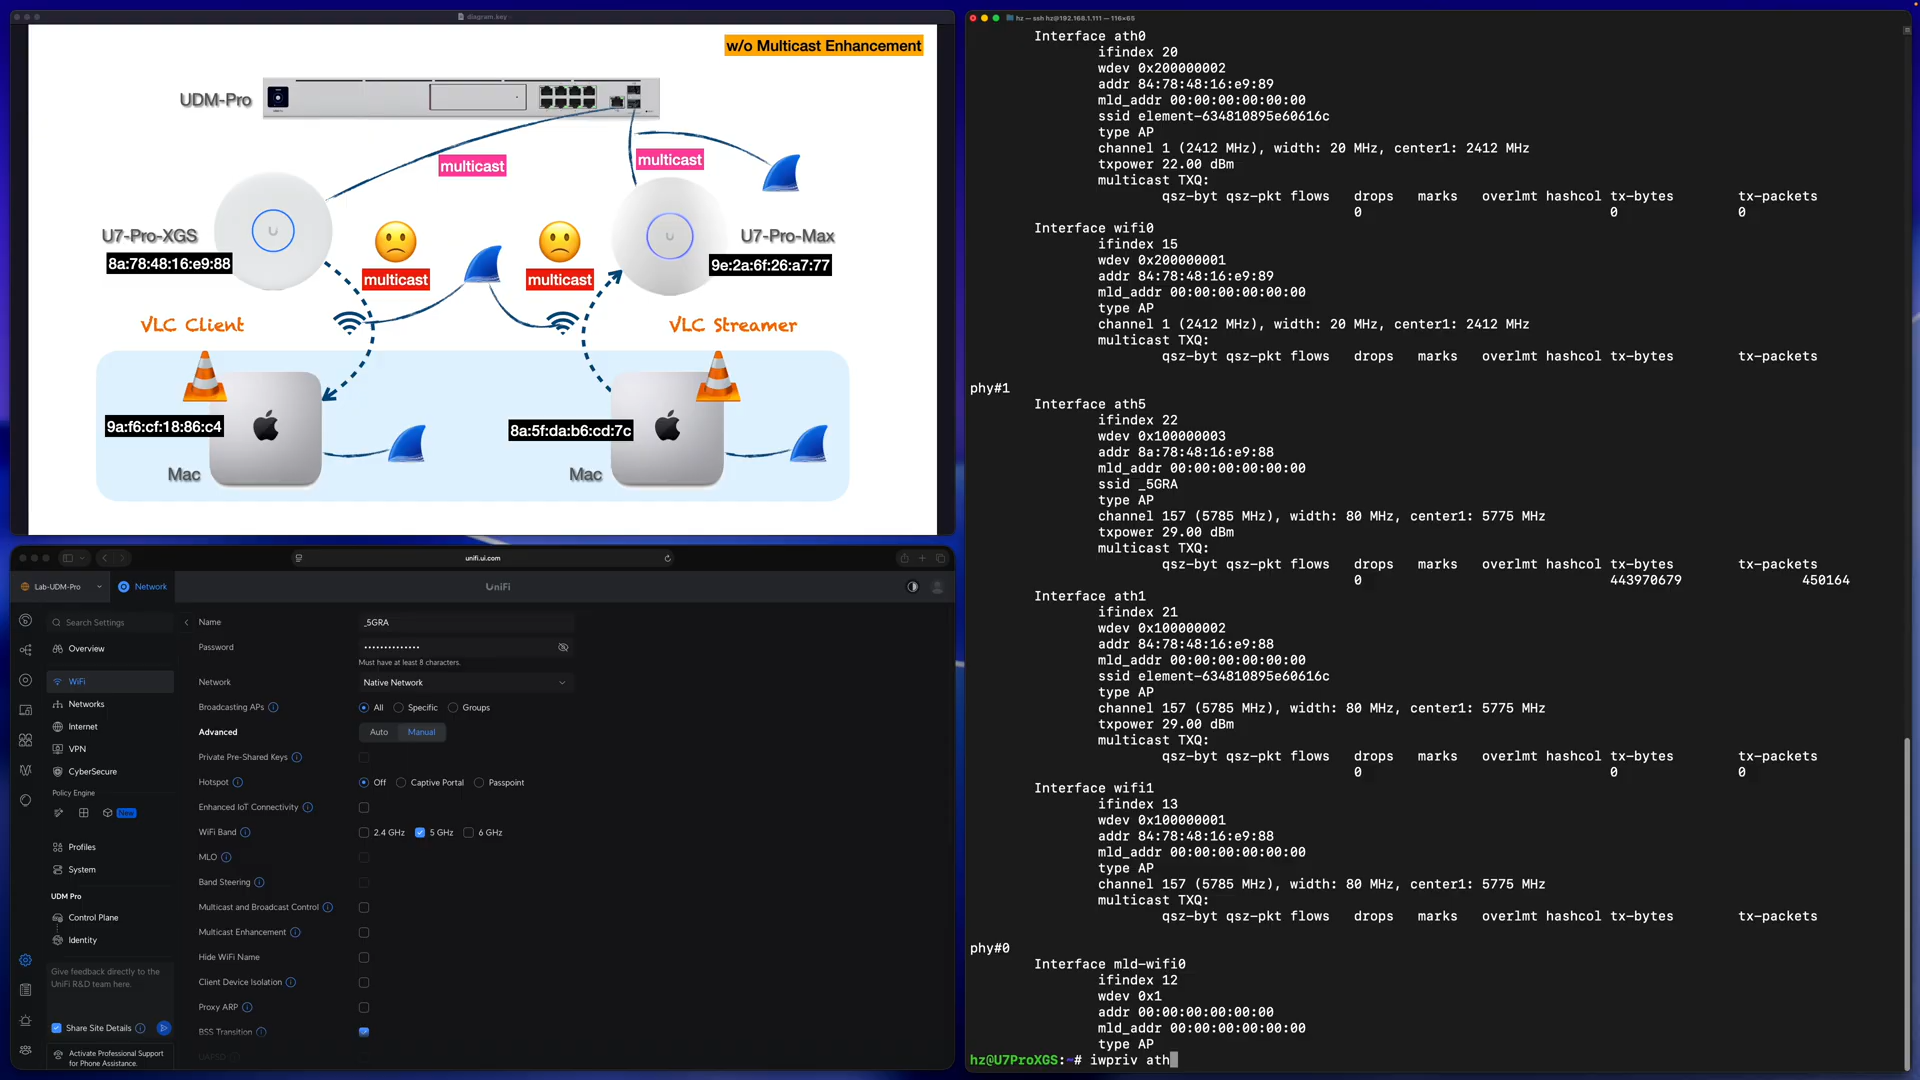 diagram.key
w/o Multicast Enhancement
UDM-Pro
multicast
multicast
U7-Pro-XGS
8a:78:48:16:e9:88
multicast
multicast
U7-Pro-Max
9e:2a:6f:26:a7:77
VLC Client
VLC Streamer
9a:f6:cf:18:86:c4
8a:5f:da:b6:cd:7c
Mac
Mac
unifi.ui.com
Lab-UDM-Pro
Network
UniFi
Search Settings
Overview
WiFi
Networks
Internet
VPN
CyberSecure
Policy Engine
New
Profiles
System
UDM Pro
Control Plane
Identity
Give feedback directly to the
UniFi R&D team here.
Share Site Details
Activate Professional Support
for Phone Assistance.
Name
_5GRA
Password
••••••••••••••
Must have at least 8 characters.
Network
Native Network
Broadcasting APs
All Specific Groups
Advanced
Auto Manual
Private Pre-Shared Keys
Hotspot
Off Captive Portal Passpoint
Enhanced IoT Connectivity
WiFi Band
2.4 GHz 5 GHz 6 GHz
MLO
Band Steering
Multicast and Broadcast Control
Multicast Enhancement
Hide WiFi Name
Client Device Isolation
Proxy ARP
BSS Transition
UAPSD
hz — ssh hz@192.168.1.111 — 116×65
Interface ath0
ifindex 20
wdev 0x200000002
addr 84:78:48:16:e9:89
mld_addr 00:00:00:00:00:00
ssid element-634810895e60616c
type AP
channel 1 (2412 MHz), width: 20 MHz, center1: 2412 MHz
txpower 22.00 dBm
multicast TXQ:
qsz-byt qsz-pkt flows drops marks overlmt hashcol tx-bytes tx-packets
0 0 0
Interface wifi0
ifindex 15
wdev 0x200000001
addr 84:78:48:16:e9:89
mld_addr 00:00:00:00:00:00
type AP
channel 1 (2412 MHz), width: 20 MHz, center1: 2412 MHz
multicast TXQ:
qsz-byt qsz-pkt flows drops marks overlmt hashcol tx-bytes tx-packets
phy#1
Interface ath5
ifindex 22
wdev 0x100000003
addr 8a:78:48:16:e9:88
mld_addr 00:00:00:00:00:00
ssid _5GRA
type AP
channel 157 (5785 MHz), width: 80 MHz, center1: 5775 MHz
txpower 29.00 dBm
multicast TXQ:
qsz-byt qsz-pkt flows drops marks overlmt hashcol tx-bytes tx-packets
0 443970679 450164
Interface ath1
ifindex 21
wdev 0x100000002
addr 84:78:48:16:e9:88
mld_addr 00:00:00:00:00:00
ssid element-634810895e60616c
type AP
channel 157 (5785 MHz), width: 80 MHz, center1: 5775 MHz
txpower 29.00 dBm
multicast TXQ:
qsz-byt qsz-pkt flows drops marks overlmt hashcol tx-bytes tx-packets
0 0 0
Interface wifi1
ifindex 13
wdev 0x100000001
addr 84:78:48:16:e9:88
mld_addr 00:00:00:00:00:00
type AP
channel 157 (5785 MHz), width: 80 MHz, center1: 5775 MHz
multicast TXQ:
qsz-byt qsz-pkt flows drops marks overlmt hashcol tx-bytes tx-packets
phy#0
Interface mld-wifi0
ifindex 12
wdev 0x1
addr 00:00:00:00:00:00
mld_addr 00:00:00:00:00:00
type AP
hz@U7ProXGS:~# iwpriv ath